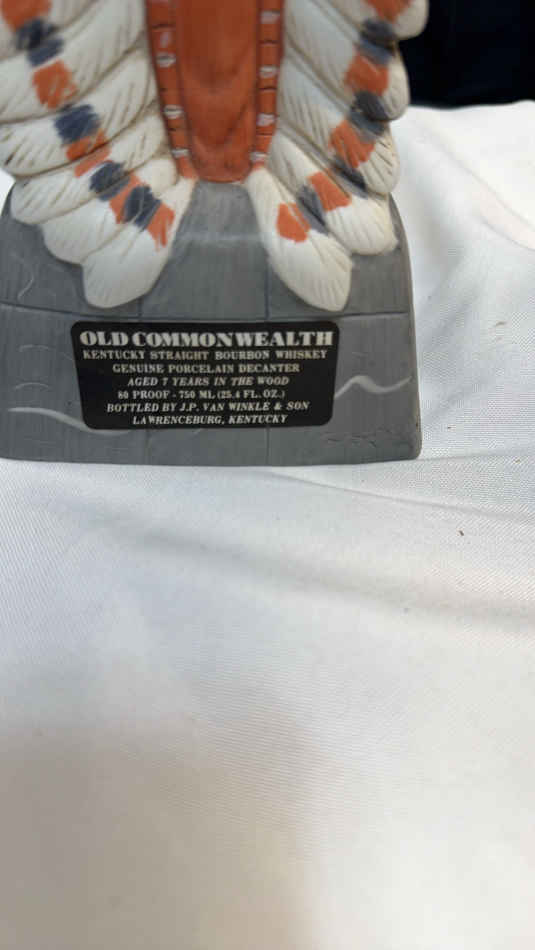 OLD COMMONWEALTH
KENTUCKY STRAIGHT BOURBON WHISKEY
GENUINE PORCELAIN DECANTER
AGED 7 YEARS IN THE WOOD
80 PROOF - 750 ML (25.4 FL. OZ.)
BOTTLED BY J.P. VAN WINKLE & SON
LAWRENCEBURG, KENTUCKY